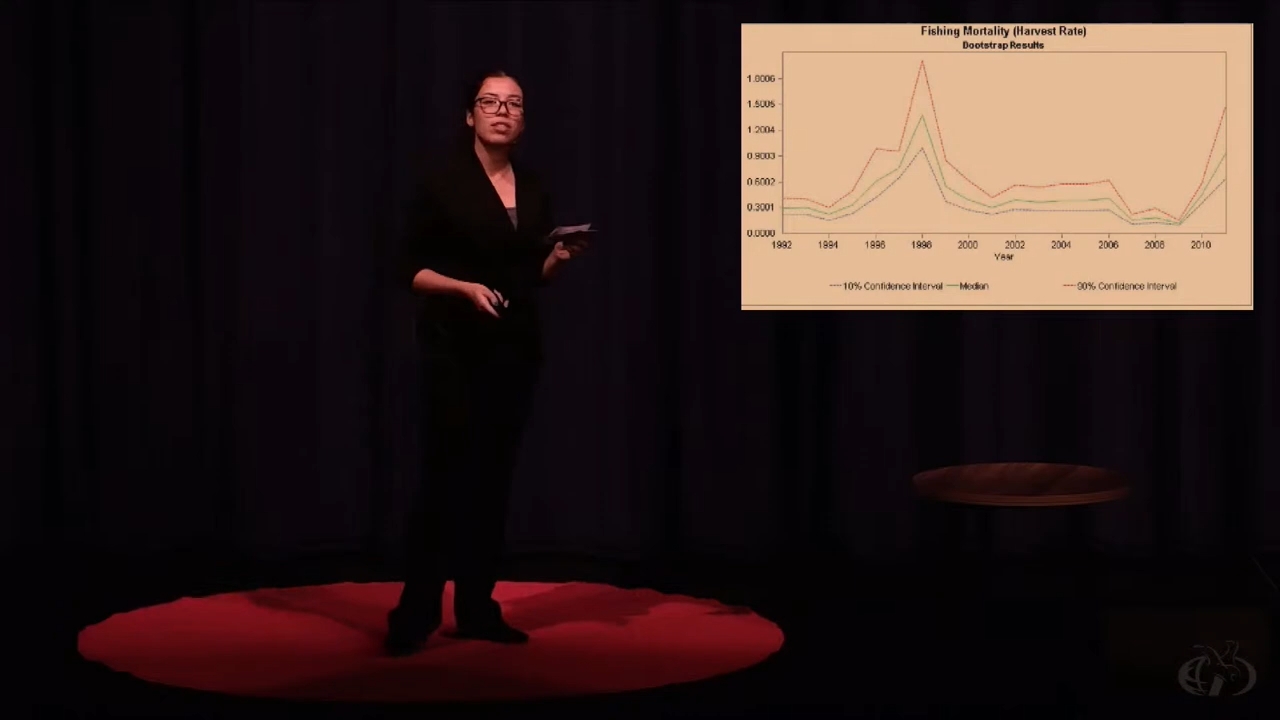 Fishing Mortality (Harvest Rate)
Bootstrap Results
1.8006
1.5005
1.2004
0.9003
0.6002
0.3001
0.0000
1992 1994 1996 1998 2000 2002 2004 2006 2008 2010
Year
10% Confidence Interval Median 90% Confidence Interval